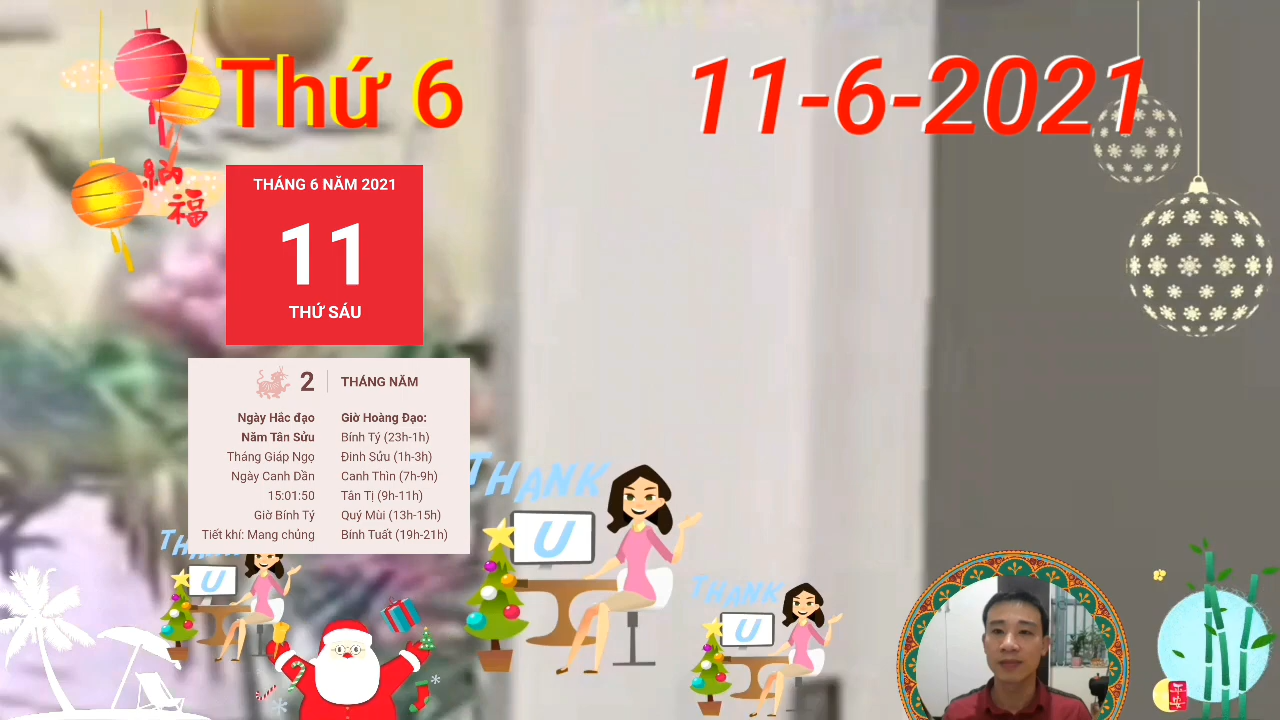 Thứ 6
11-6-2021
納
福
THÁNG 6 NĂM 2021
11
THỨ SÁU
2
THÁNG NĂM
Ngày Hắc đạo
Năm Tân Sửu
Tháng Giáp Ngọ
Ngày Canh Dần
15:01:50
Giờ Bính Tý
Tiết khí: Mang chủng
Giờ Hoàng Đạo:
Bính Tý (23h-1h)
Đinh Sửu (1h-3h)
Canh Thìn (7h-9h)
Tân Tị (9h-11h)
Quý Mùi (13h-15h)
Bính Tuất (19h-21h)
THANK
U
U
THANK
U